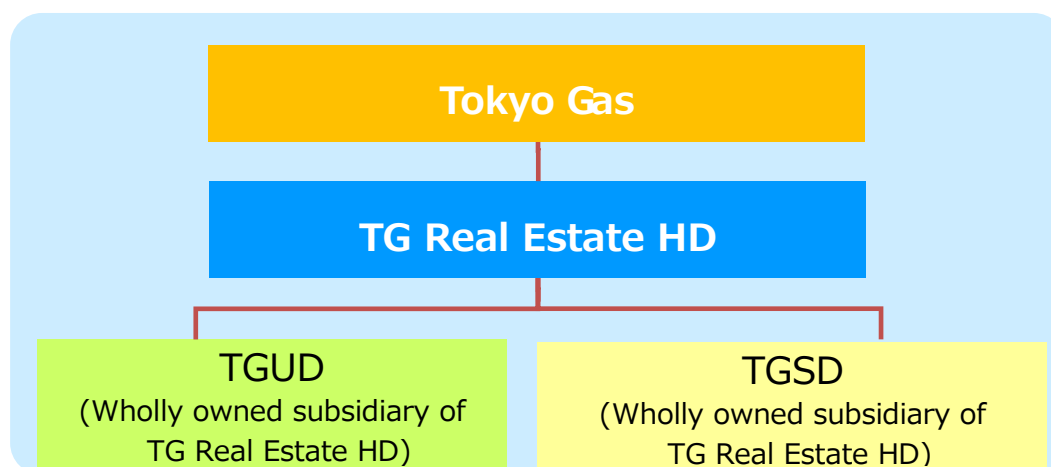 Tokyo Gas
TG Real Estate HD
TGUD
(Wholly owned subsidiary of
TG Real Estate HD)
TGSD
(Wholly owned subsidiary of
TG Real Estate HD)